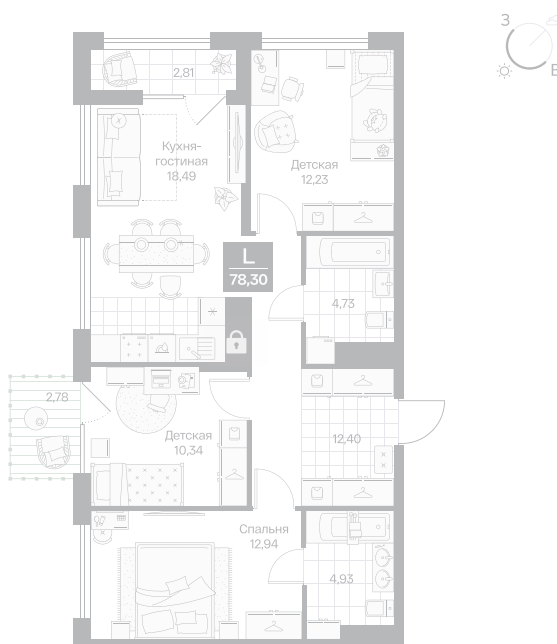 З
В
2,81
Кухня-
гостиная
18,49
Детская
12,23
L
78,30
4,73
2,78
Детская
10,34
12,40
Спальня
12,94
4,93